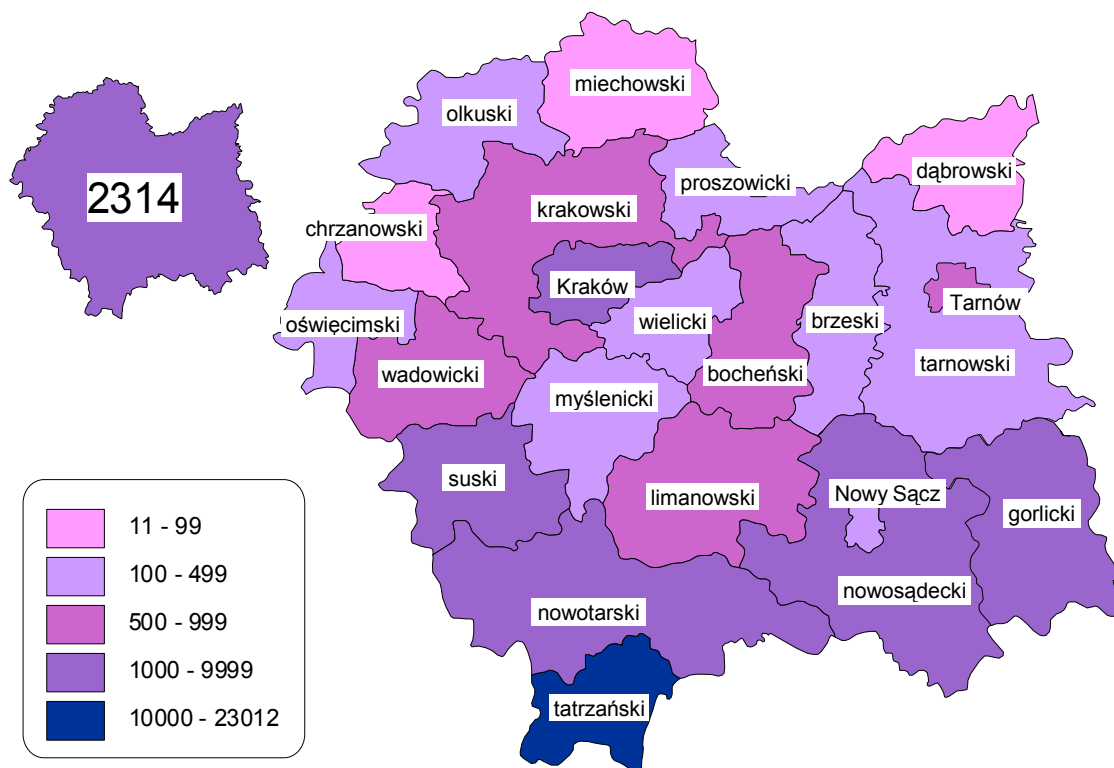 miechowski
olkuski
dąbrowski
proszowicki
2314
krakowski
chrzanowski
Kraków
Tarnów
oświęcimski
wielicki
brzeski
tarnowski
wadowicki
bocheński
myślenicki
suski
limanowski
Nowy Sącz
gorlicki
11 - 99
100 - 499
nowosądecki
nowotarski
500 - 999
1000 - 9999
tatrzański
10000 - 23012